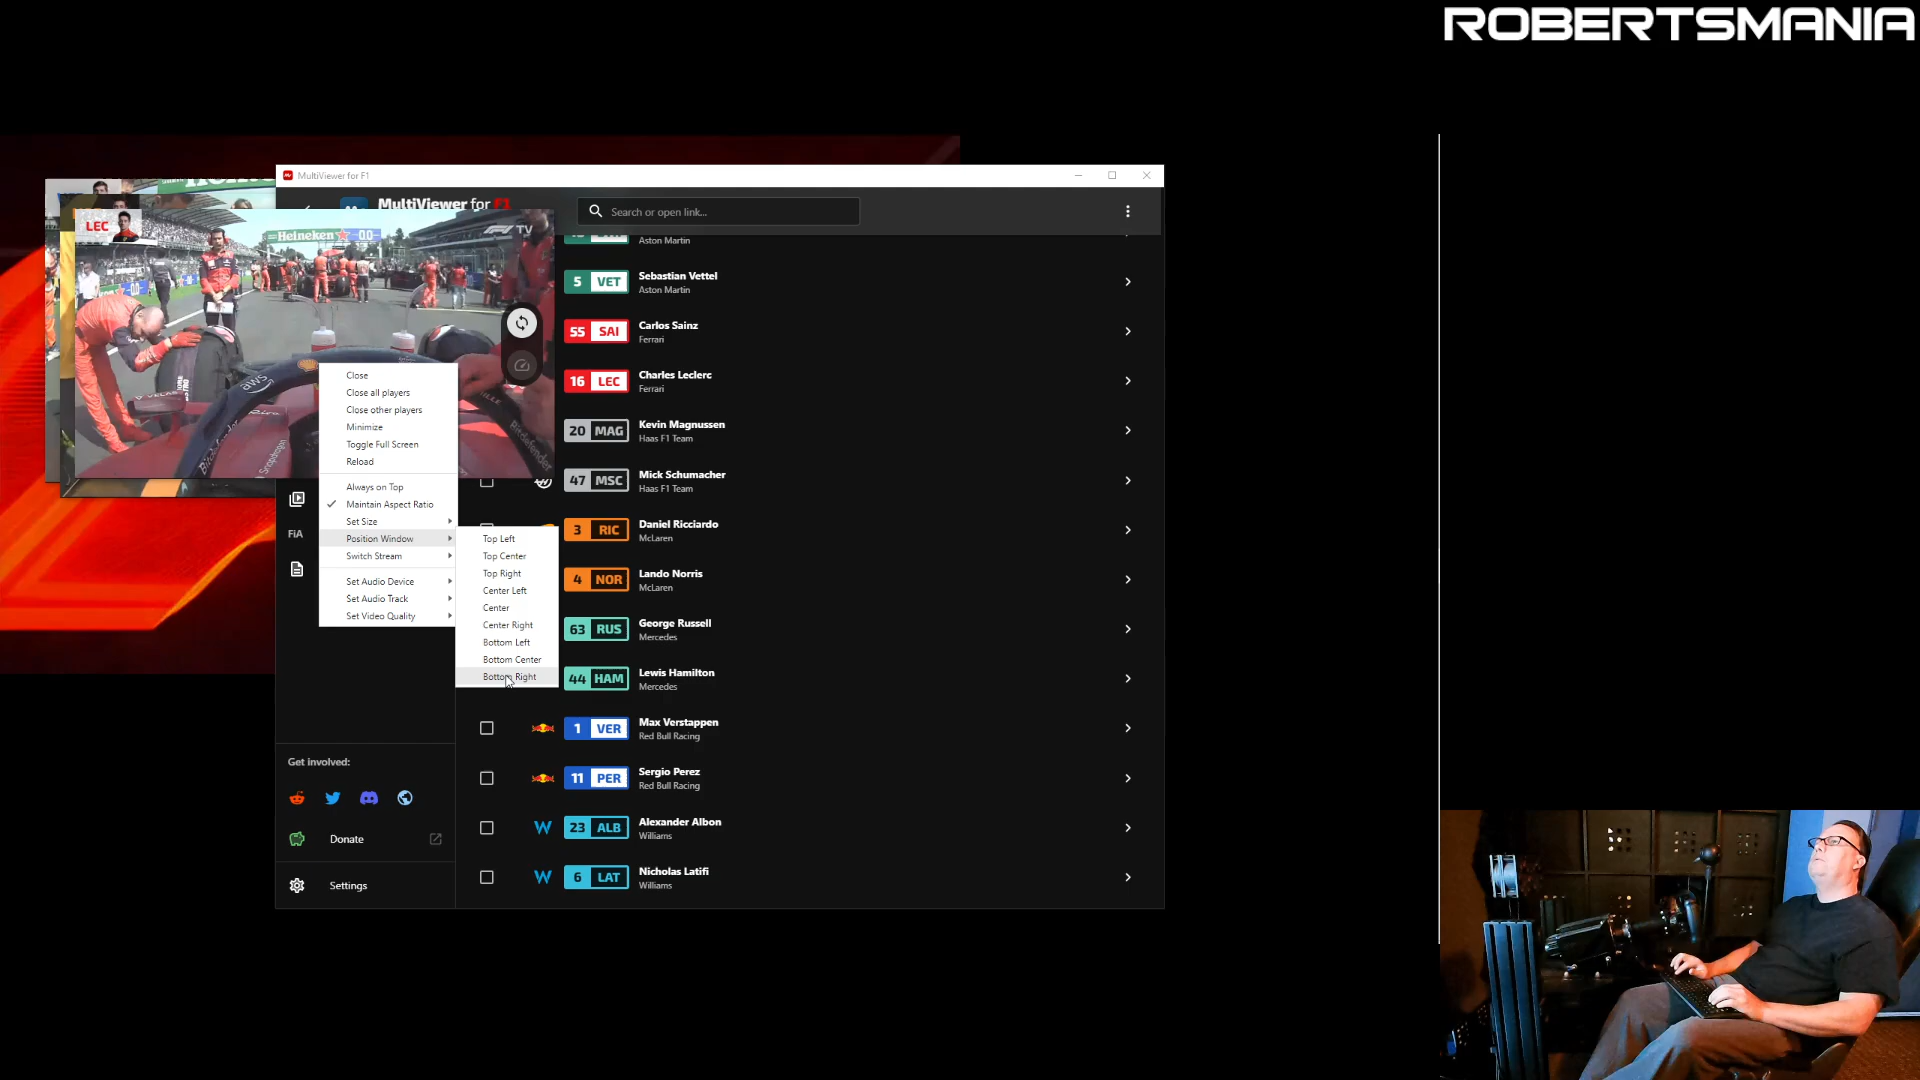 ROBERTSMANIA
MultiViewer for F1
MultiViewer for F1
Search or open link...
LEC
Heineken
F1 TV
aws
Snapdragon
Bitdefender
Aston Martin
5 VET Sebastian Vettel
Aston Martin
55 SAI Carlos Sainz
Ferrari
16 LEC Charles Leclerc
Ferrari
20 MAG Kevin Magnussen
Haas F1 Team
47 MSC Mick Schumacher
Haas F1 Team
3 RIC Daniel Ricciardo
McLaren
4 NOR Lando Norris
McLaren
63 RUS George Russell
Mercedes
44 HAM Lewis Hamilton
Mercedes
1 VER Max Verstappen
Red Bull Racing
11 PER Sergio Perez
Red Bull Racing
23 ALB Alexander Albon
Williams
6 LAT Nicholas Latifi
Williams
Close
Close all players
Close other players
Minimize
Toggle Full Screen
Reload
Always on Top
Maintain Aspect Ratio
Set Size
Position Window
Switch Stream
Set Audio Device
Set Audio Track
Set Video Quality
Top Left
Top Center
Top Right
Center Left
Center
Center Right
Bottom Left
Bottom Center
Bottom Right
FIA
Get involved:
Donate
Settings